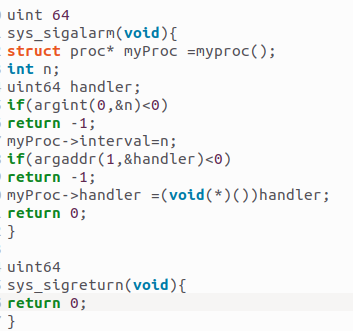 uint 64
sys_sigalarm(void){
struct proc* myProc =myproc();
int n;
uint64 handler;
if(argint(0,&n)<0)
return -1;
myProc->interval=n;
if(argaddr(1,&handler)<0)
return -1;
myProc->handler =(void(*)())handler;
return 0;
}

uint64
sys_sigreturn(void){
return 0;
}